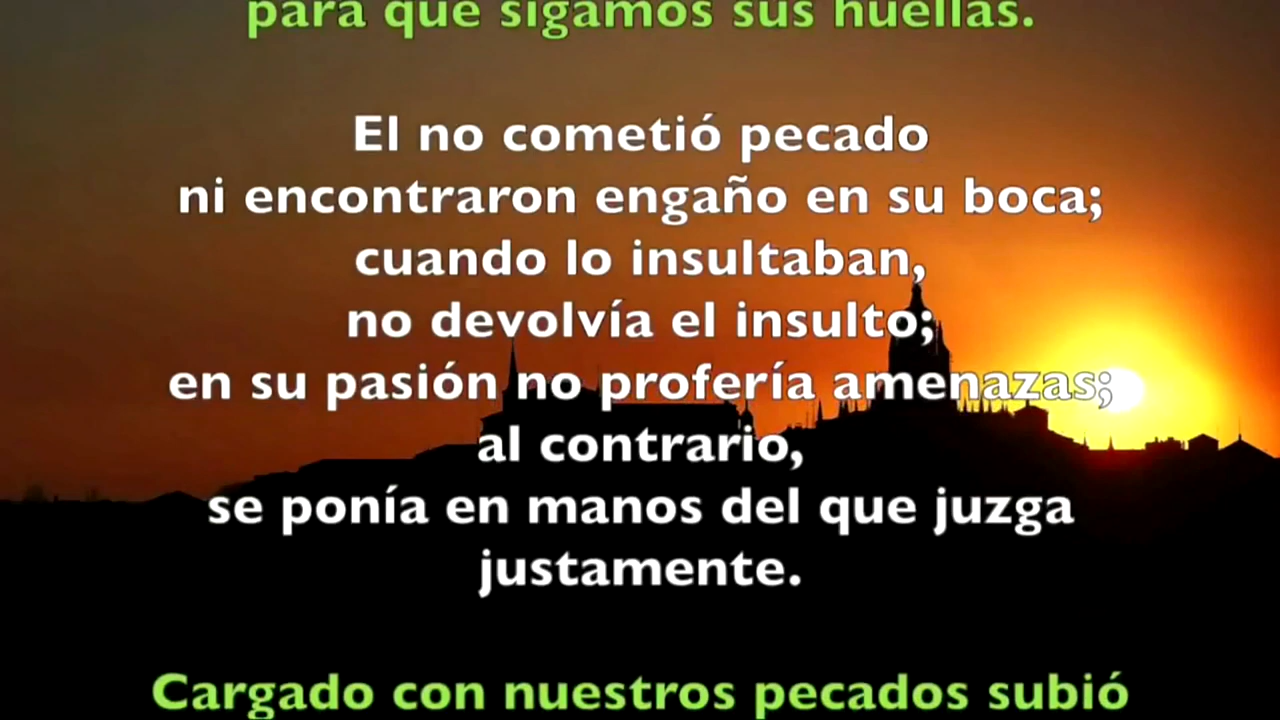 para que sigamos sus huellas.
El no cometió pecado
ni encontraron engaño en su boca;
cuando lo insultaban,
no devolvía el insulto;
en su pasión no profería amenazas;
al contrario,
se ponía en manos del que juzga
justamente.
Cargado con nuestros pecados subió